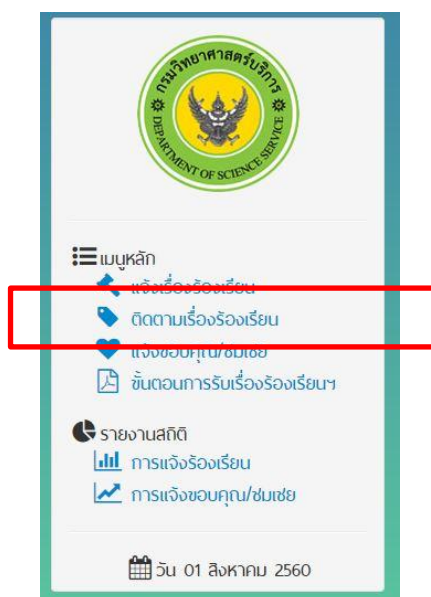 กรมวิทยาศาสตร์บริการ
DEPARTMENT OF SCIENCE SERVICE
เมนูหลัก
แจ้งเรื่องร้องเรียน
ติดตามเรื่องร้องเรียน
แจ้งขอบคุณ/ชมเชย
ขั้นตอนการรับเรื่องร้องเรียนฯ
รายงานสถิติ
การแจ้งร้องเรียน
การแจ้งขอบคุณ/ชมเชย
วัน 01 สิงหาคม 2560